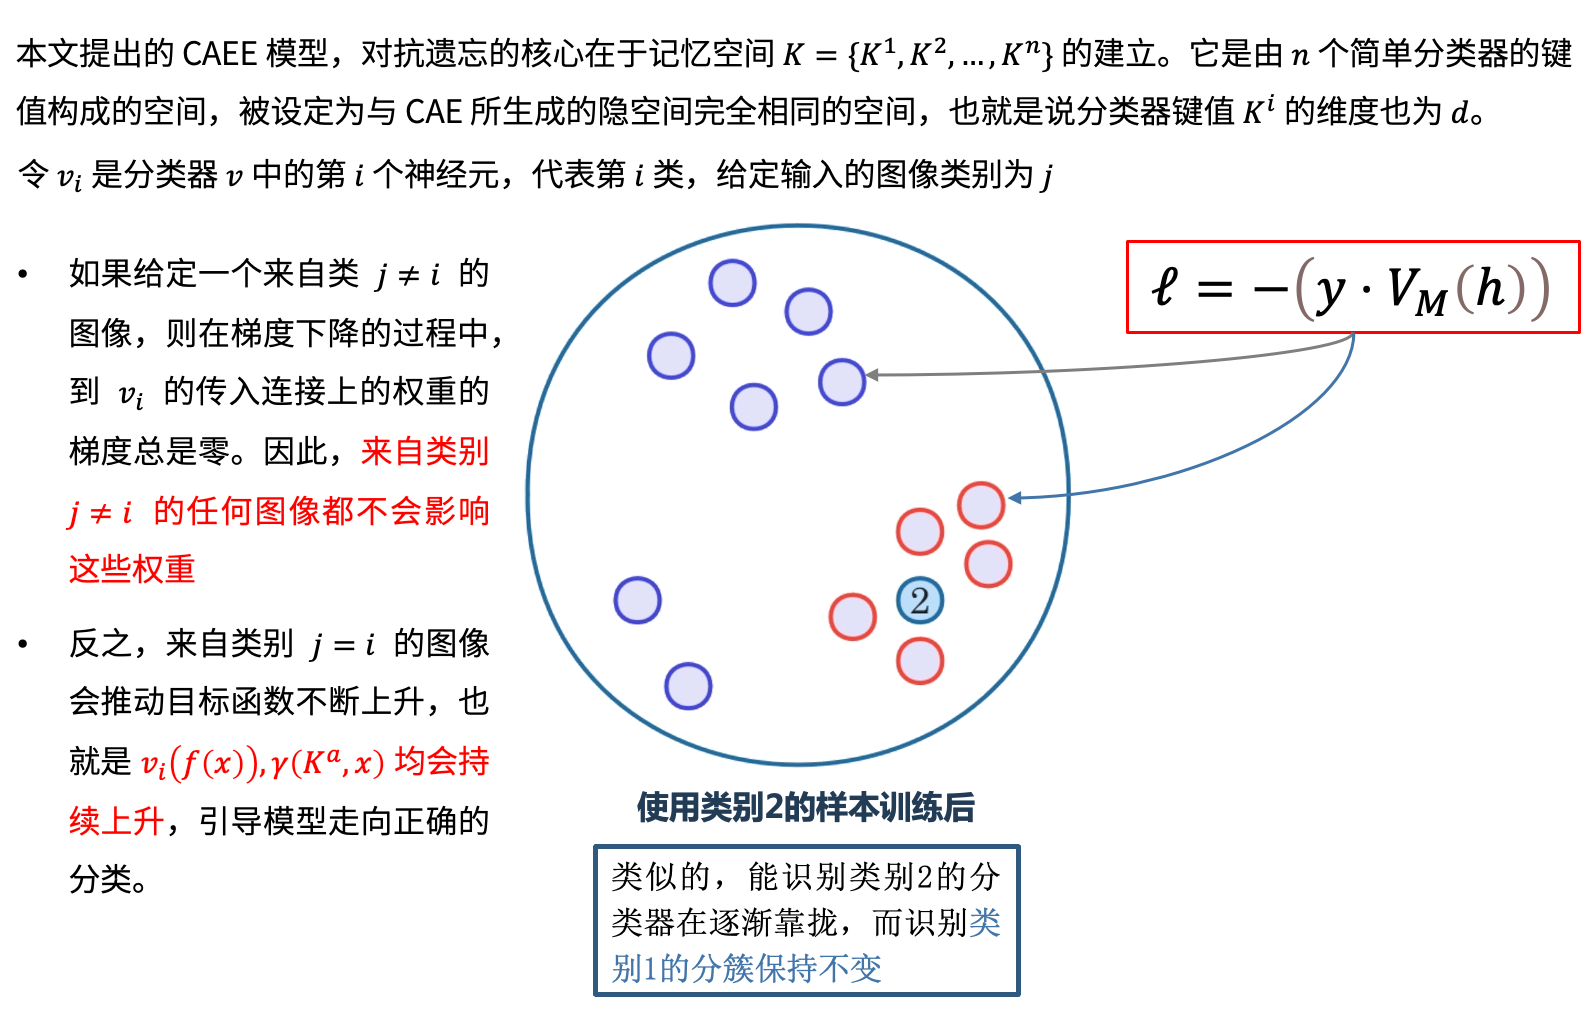 本文提出的 CAEE 模型，对抗遗忘的核心在于记忆空间 K = {K¹, K², …, Kⁿ} 的建立。它是由 n 个简单分类器的键
值构成的空间，被设定为与 CAE 所生成的隐空间完全相同的空间，也就是说分类器键值 Kⁱ 的维度也为 d。
令 vᵢ 是分类器 v 中的第 i 个神经元，代表第 i 类，给定输入的图像类别为 j
• 如果给定一个来自类 j ≠ i 的
图像，则在梯度下降的过程中，
到 vᵢ 的传入连接上的权重的
梯度总是零。因此，来自类别
j ≠ i 的任何图像都不会影响
这些权重
• 反之，来自类别 j = i 的图像
会推动目标函数不断上升，也
就是 vᵢ(f(x)), γ(Kᵃ, x) 均会持
续上升，引导模型走向正确的
分类。
ℓ = −(y · V_M(h))
2
使用类别2的样本训练后
类似的，能识别类别2的分
类器在逐渐靠拢，而识别类
别1的分簇保持不变